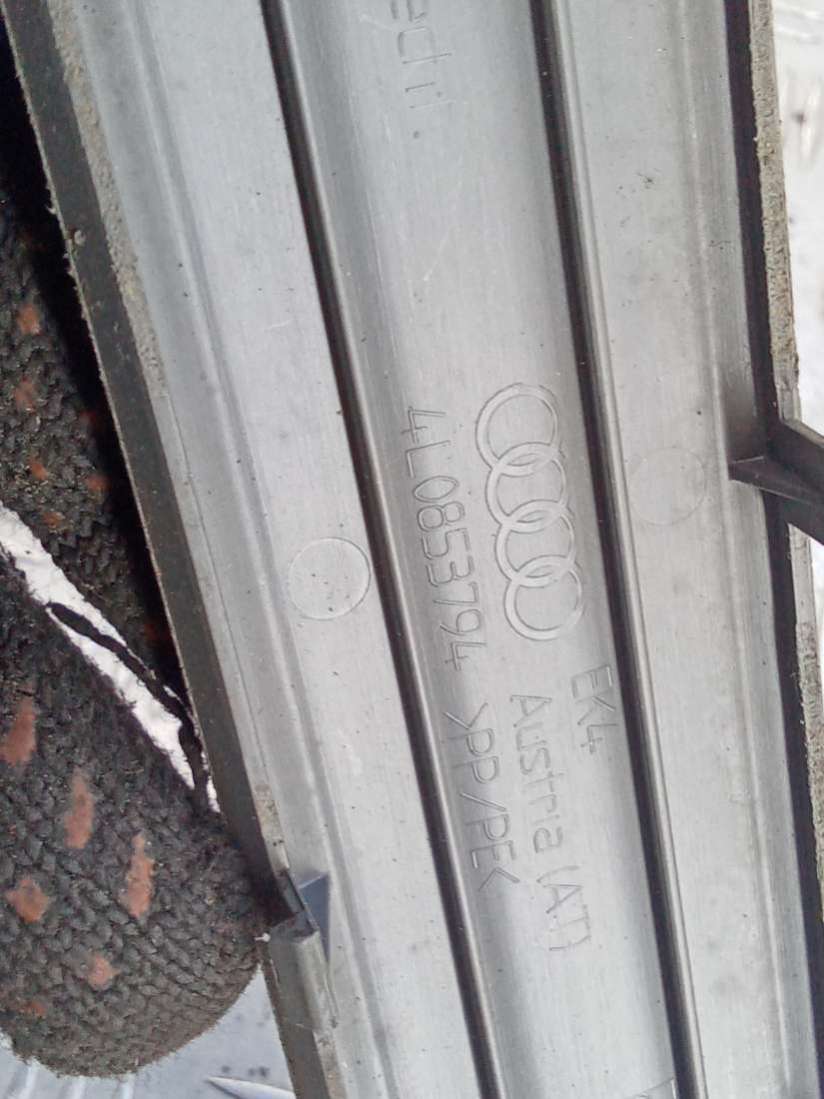 4L0853794 >PP/PE<
EK4
Austria (AT)